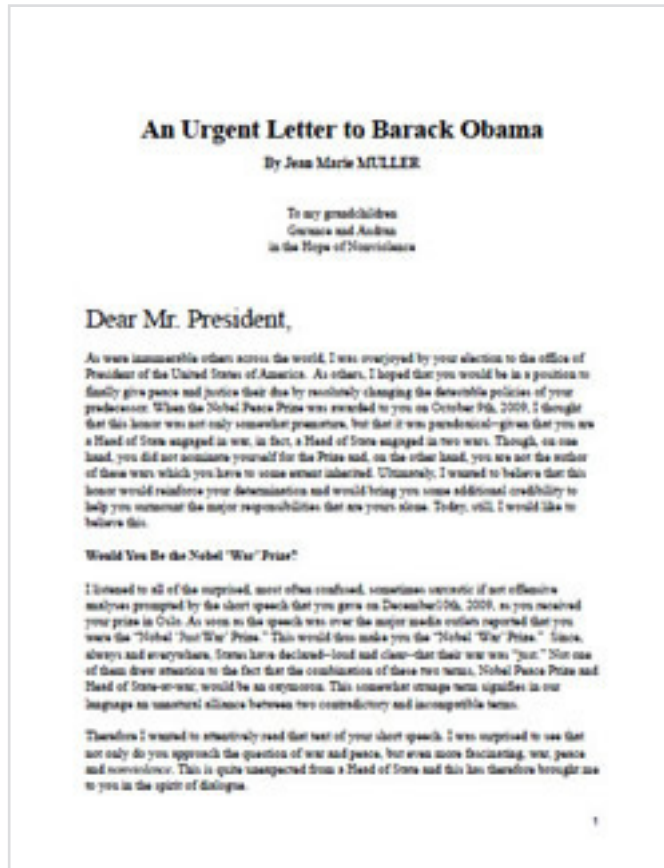 An Urgent Letter to Barack Obama
By Jean Marie MULLER
To my grandchildren
and
in the Hope of Nonviolence
Dear Mr. President,
As were innumerable others across the world, I was overjoyed by your election to the office of
President of the United States of America. As others, I hoped that you would be in a position to
finally give peace and justice their due by resolutely changing the detestable policies of your
predecessor. When the Nobel Peace Prize was awarded to you on October 9th, 2009, I thought
that this honor was not only somewhat premature, but that it was paradoxical–given that you are
a Head of State engaged in war, in fact, a Head of State engaged in two wars. Though, on one
hand, you did not nominate yourself for the Prize and, on the other hand, you are not the author
of these wars which you have to some extent inherited. Ultimately, I wanted to believe that this
honor would reinforce your determination and would bring you some additional credibility to
help you surmount the major responsibilities that are yours alone. Today, still, I would like to
believe this.
Would You Be the Nobel "War" Prize?
I listened to all of the surprised, most often confused, sometimes sarcastic if not offensive
analyses prompted by the short speech that you gave on December10th, 2009, as you received
your prize in Oslo. As soon as the speech was over the major media outlets reported that you
were the "Nobel 'Just War' Prize." This would thus make you the "Nobel 'War' Prize." Since,
always and everywhere, States have declared–loud and clear–that their war was "just." Not one
of them drew attention to the fact that the combination of these two terms, Nobel Peace Prize and
Head of State-at-war, would be an oxymoron. This somewhat strange term signifies in our
language an unnatural alliance between two contradictory and incompatible terms.
Therefore I wanted to attentively read that text of your short speech. I was surprised to see that
not only do you approach the question of war and peace, but even more fascinating, war, peace
and nonviolence. This is quite unexpected from a Head of State and this has therefore brought me
to you in the spirit of dialogue.
1